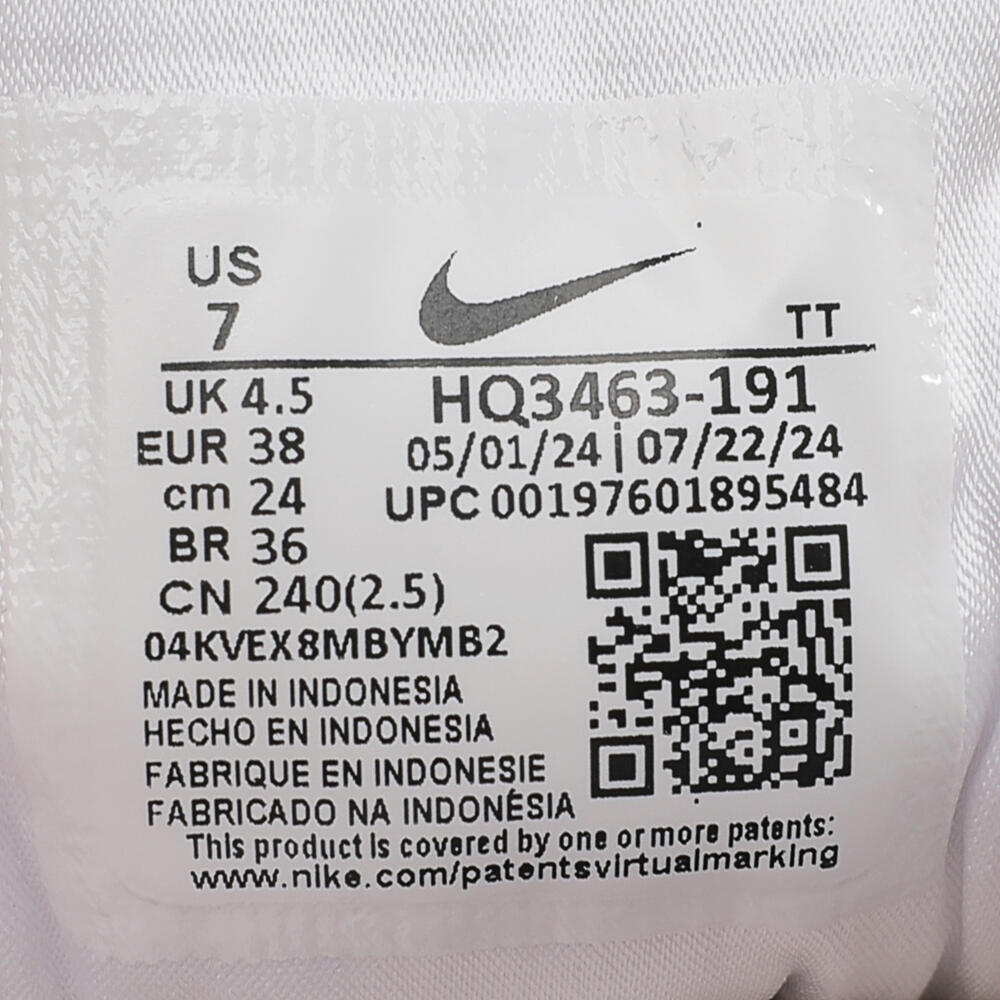 US
7
TT
UK 4.5
EUR 38
cm 24
BR 36
CN 240(2.5)
HQ3463-191
05/01/24 | 07/22/24
UPC 00197601895484
04KVEX8MBYMB2
MADE IN INDONESIA
HECHO EN INDONESIA
FABRIQUE EN INDONESIE
FABRICADO NA INDONÉSIA
This product is covered by one or more patents:
www.nike.com/patentsvirtualmarking